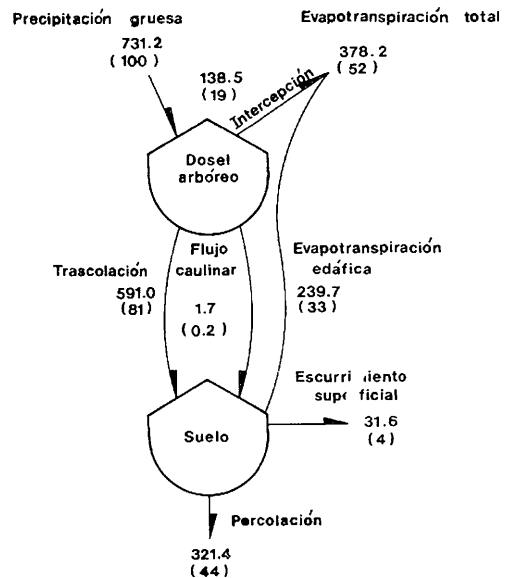 Precipitación gruesa
731.2
(100)
Evapotranspiración total
378.2
(52)
138.5
(19)
Intercepción
Dosel
arbóreo
Trascolación
591.0
(81)
Flujo
caulinar
1.7
(0.2)
Evapotranspiración
edáfica
239.7
(33)
superficial
31.6
(4)
Suelo
Percolación
321.4
(44)